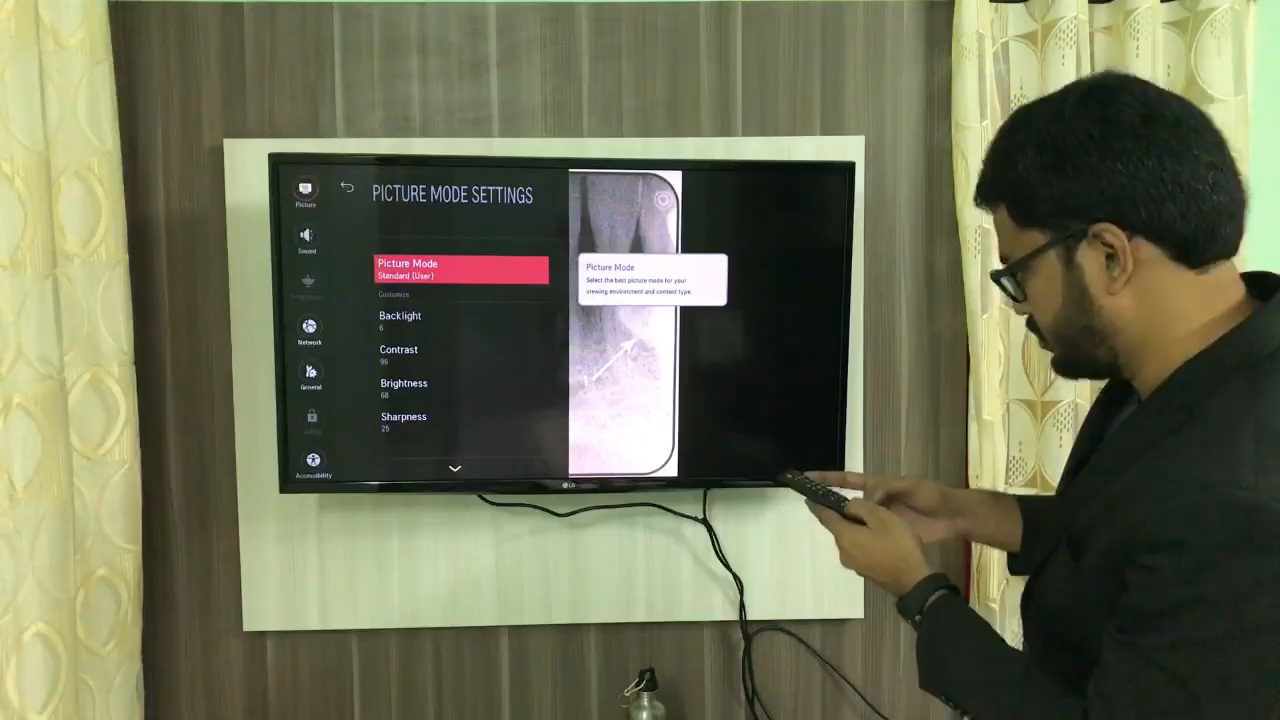 PICTURE MODE SETTINGS
Picture
Sound
Network
General
Accessibility
Picture Mode
Standard (User)
Customize
Backlight
6
Contrast
96
Brightness
68
Sharpness
25
Picture Mode
Select the best picture mode for your
viewing environment and content type.
LG